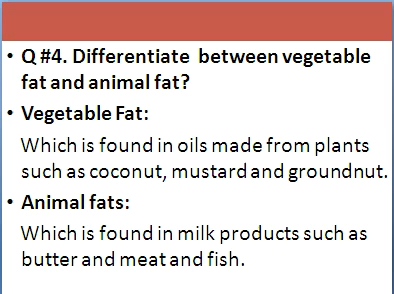 • Q #4. Differentiate between vegetable
fat and animal fat?
• Vegetable Fat:
Which is found in oils made from plants
such as coconut, mustard and groundnut.
• Animal fats:
Which is found in milk products such as
butter and meat and fish.